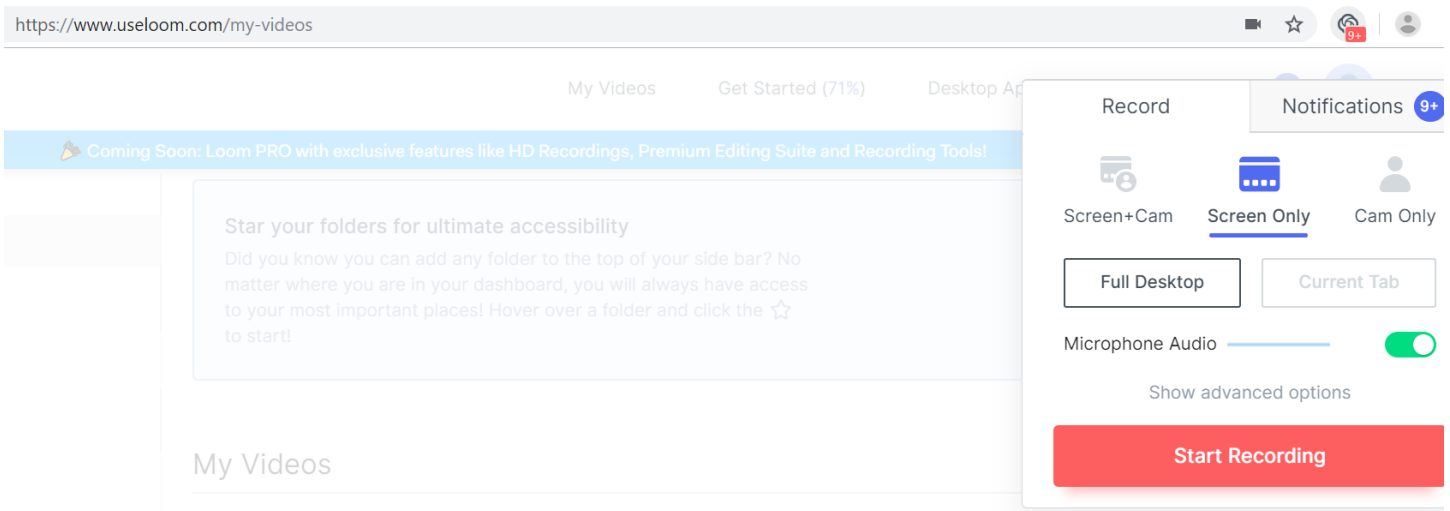 https://www.useloom.com/my-videos
9+
My Videos
Get Started (71%)
Desktop Ap
Record
Notifications 9+
Coming Soon: Loom PRO with exclusive features like HD Recordings, Premium Editing Suite and Recording Tools!
Screen+Cam
Screen Only
Cam Only
Star your folders for ultimate accessibility
Did you know you can add any folder to the top of your side bar? No
matter where you are in your dashboard, you will always have access
to your most important places! Hover over a folder and click the
to start!
Full Desktop
Current Tab
Microphone Audio
Show advanced options
Start Recording
My Videos